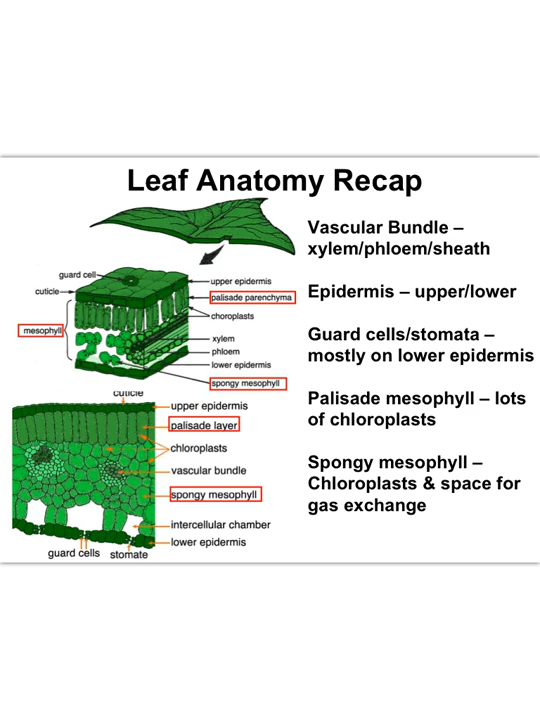 Leaf Anatomy Recap
Vascular Bundle –
xylem/phloem/sheath
Epidermis – upper/lower
Guard cells/stomata –
mostly on lower epidermis
Palisade mesophyll – lots
of chloroplasts
Spongy mesophyll –
Chloroplasts & space for
gas exchange
guard cell
cuticle
mesophyll
upper epidermis
palisade parenchyma
choroplasts
xylem
phloem
lower epidermis
spongy mesophyll
cuticle
upper epidermis
palisade layer
chloroplasts
vascular bundle
spongy mesophyll
intercellular chamber
lower epidermis
guard cells
stomate